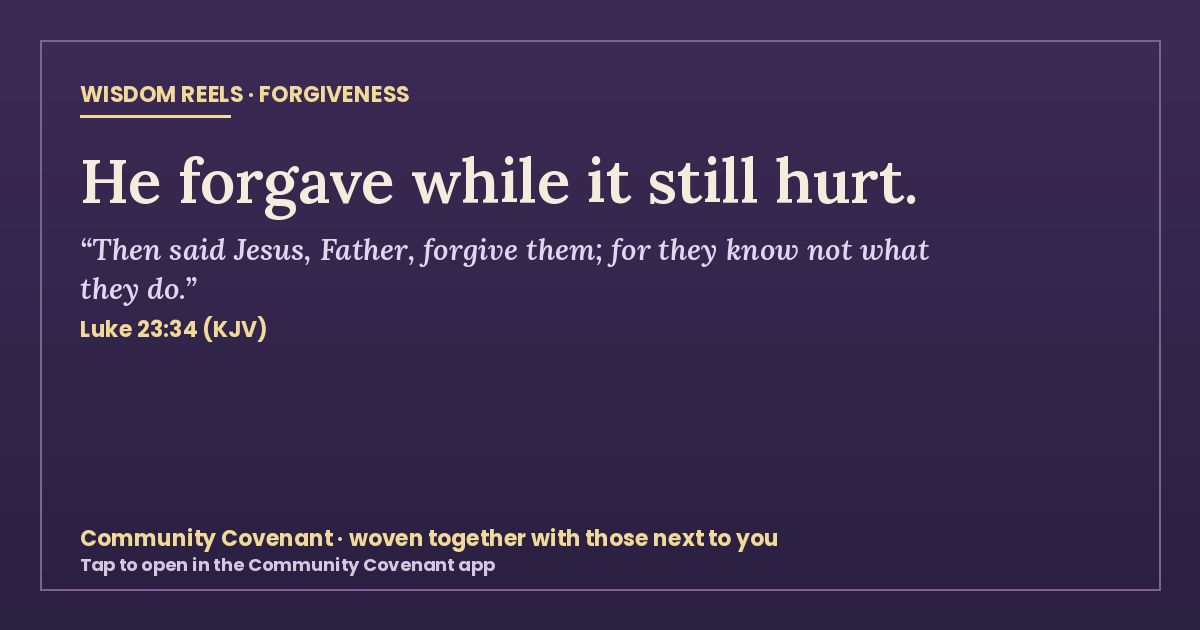 WISDOM REELS · FORGIVENESS
He forgave while it still hurt.
“Then said Jesus, Father, forgive them; for they know not what
they do.”
Luke 23:34 (KJV)
Community Covenant · woven together with those next to you
Tap to open in the Community Covenant app